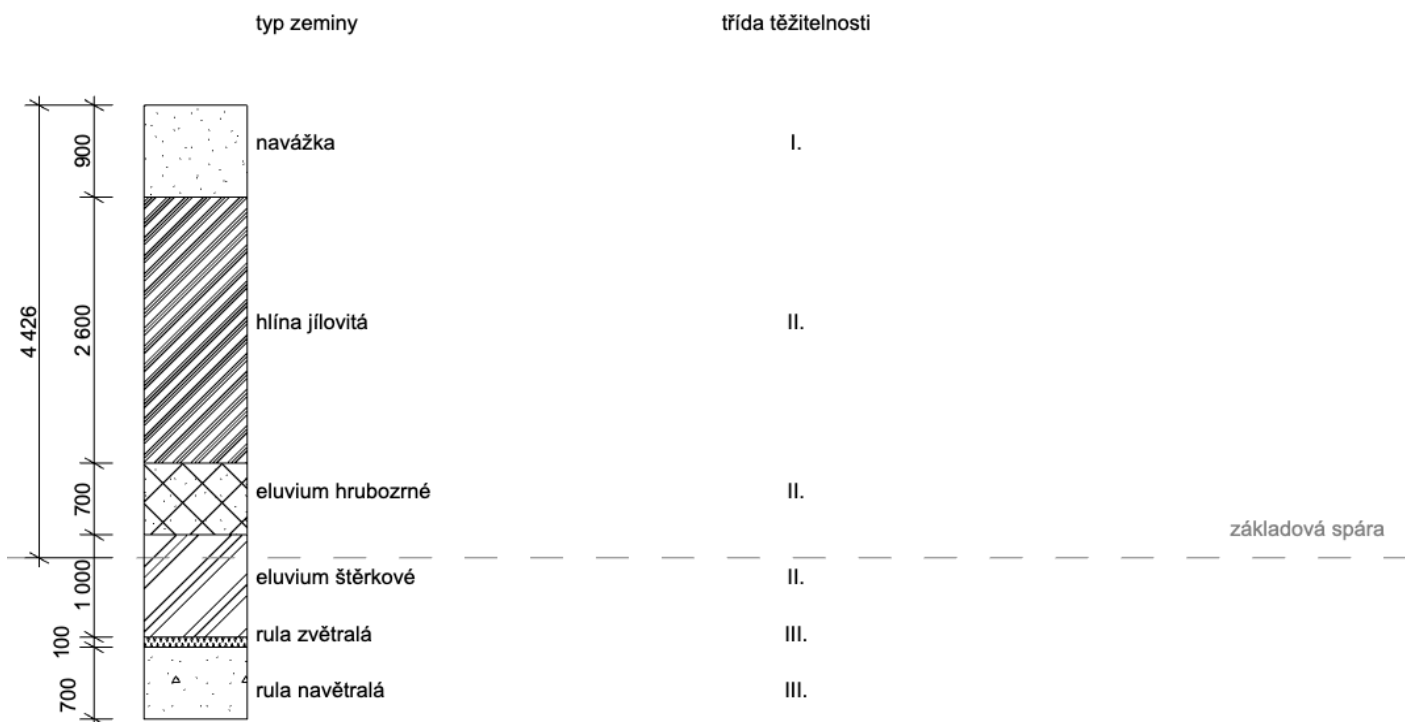 typ zeminy třída těžitelnosti
900 navážka I.
4 426 2 600 hlína jílovitá II.
700 eluvium hrubozrné II.
základová spára
1 000 eluvium štěrkové II.
100 rula zvětralá III.
700 rula navětralá III.